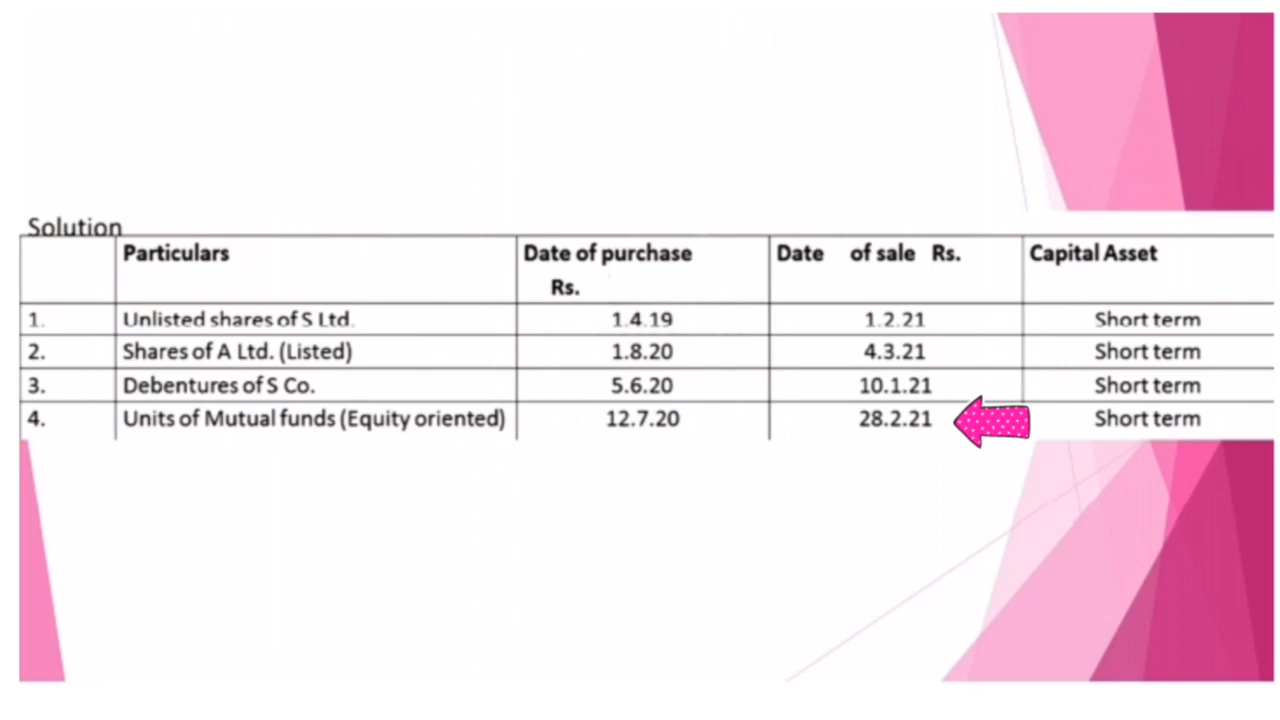 Solution
Particulars Date of purchase Date of sale Rs. Capital Asset
Rs.
1. Unlisted shares of S Ltd. 1.4.19 1.2.21 Short term
2. Shares of A Ltd. (Listed) 1.8.20 4.3.21 Short term
3. Debentures of S Co. 5.6.20 10.1.21 Short term
4. Units of Mutual funds (Equity oriented) 12.7.20 28.2.21 Short term